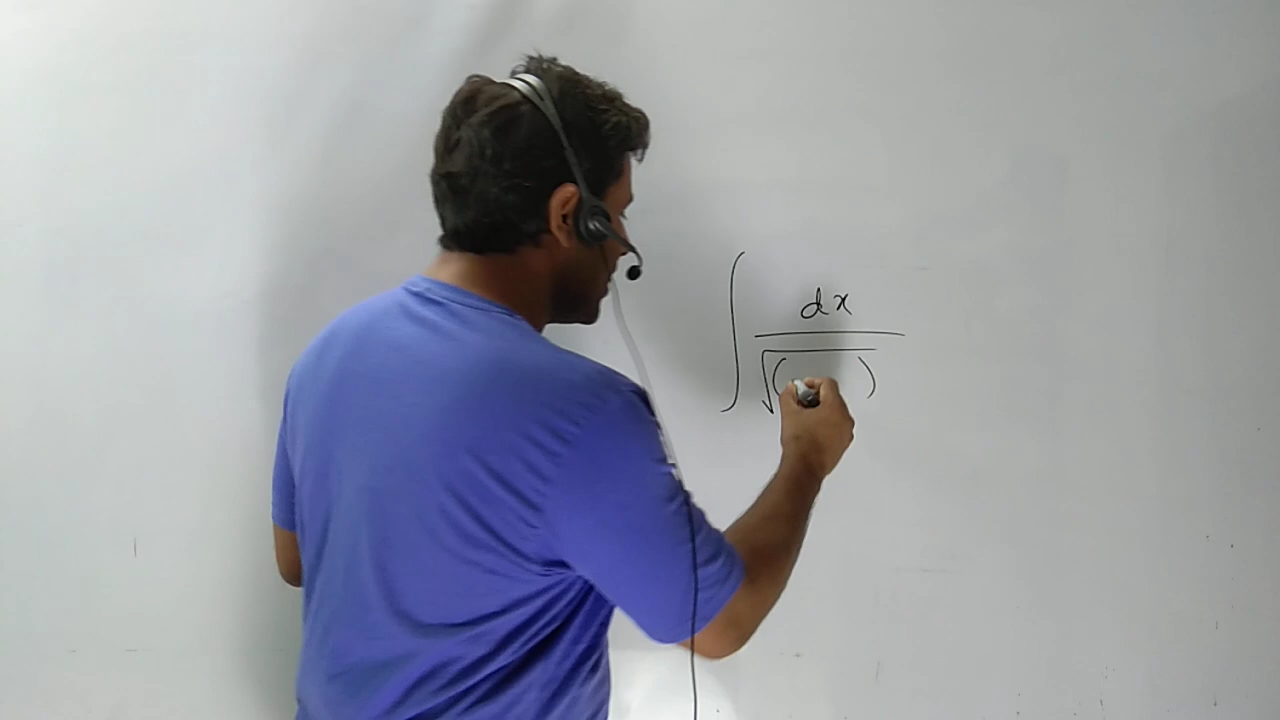 ∫ dx
√( )